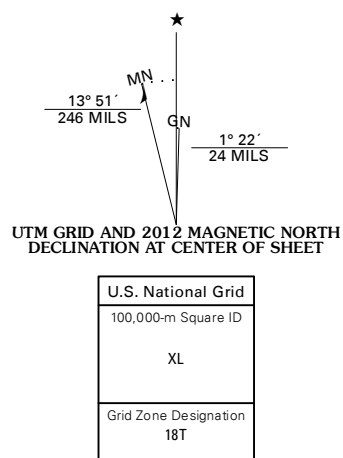 ★
MN
13° 51´
246 MILS
GN
1° 22´
24 MILS
UTM GRID AND 2012 MAGNETIC NORTH
DECLINATION AT CENTER OF SHEET
U.S. National Grid
100,000-m Square ID
XL
Grid Zone Designation
18T